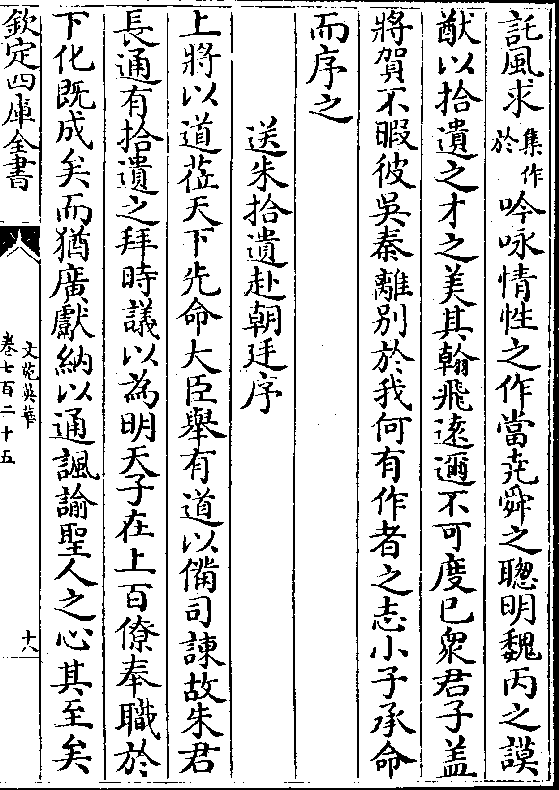 託風求集作於吟咏情性之作當堯舜之聰明魏丙之謨
猷以拾遺之才之美其翰飛遠邇不可度已衆君子盖
將賀不暇彼吳秦離别於我何有作者之志小子承命
而序之
送朱拾遺赴朝廷序
上將以道莅天下先命大臣舉有道以備司諫故朱君
長通有拾遺之拜時議以為明天子在上百僚奉職於
下化既成矣而猶廣獻納以通諷諭聖人之心其至矣
欽定四庫全書
文苑英華
卷七百二十五
十八